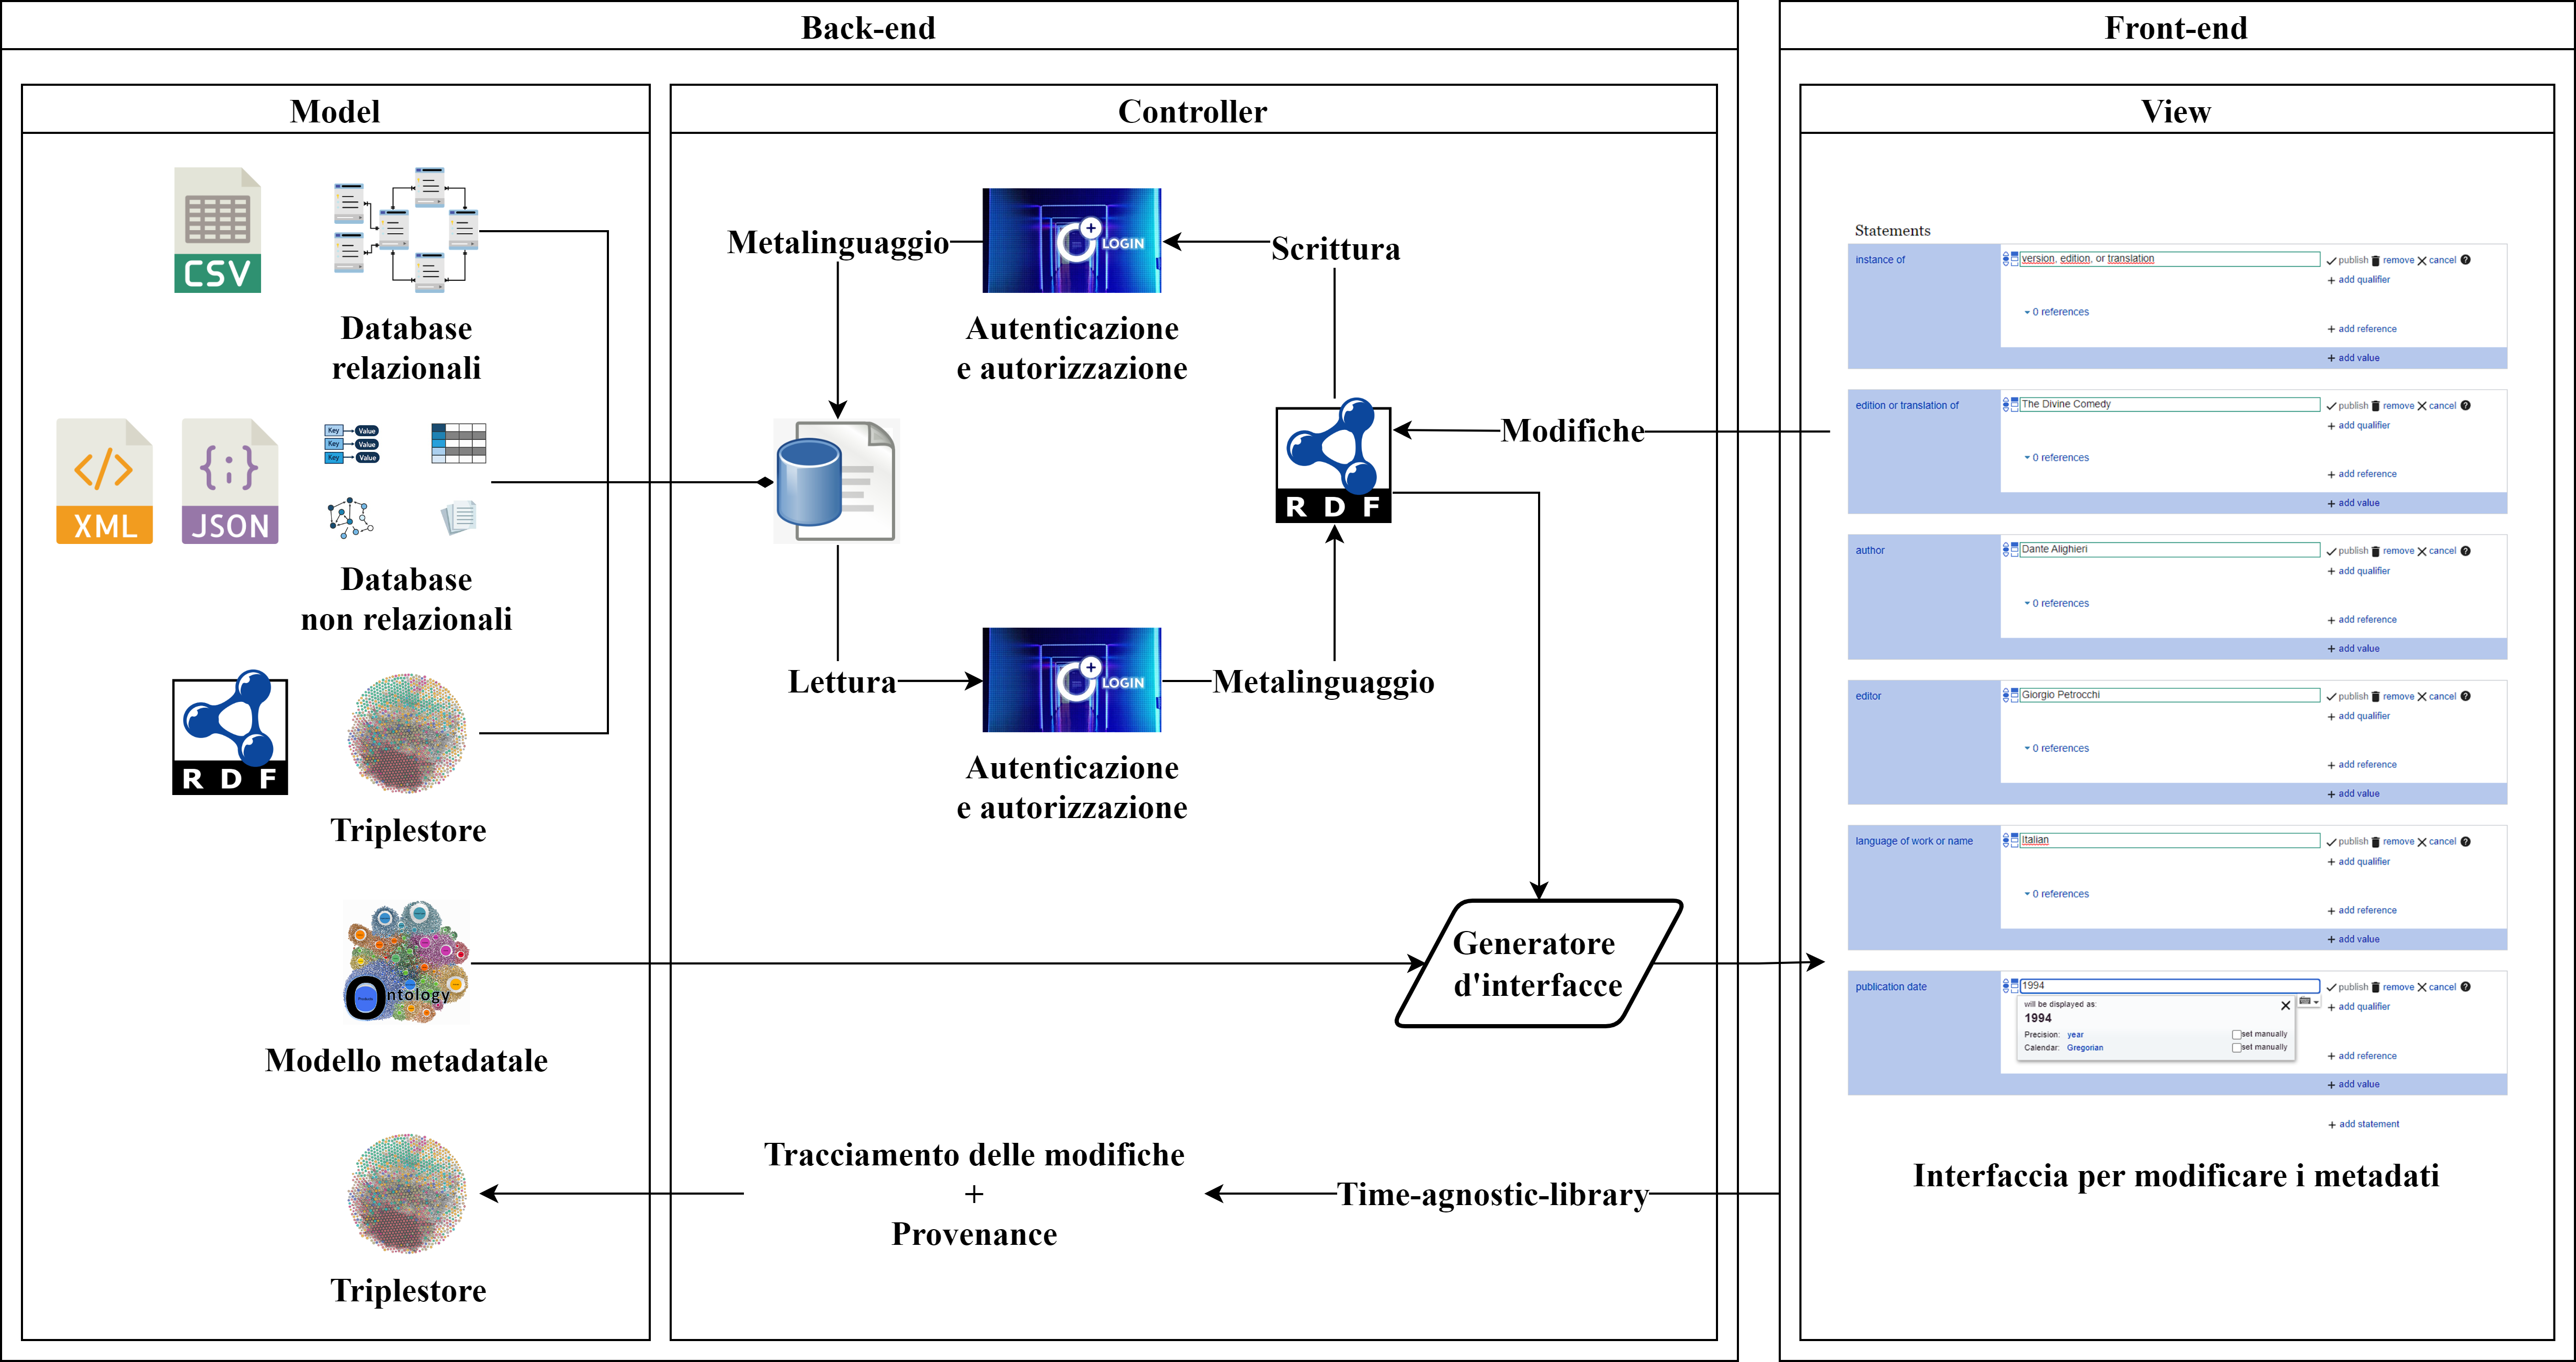 Back-end
Front-end
Model
Controller
View
CSV
Database
relazionali
XML
JSON
Key
Value
Key
Value
Key
Value
Database
non relazionali
RDF
Triplestore
Ontology
Modello metadatale
Triplestore
Metalinguaggio
LOGIN
Scrittura
Autenticazione
e autorizzazione
Modifiche
RDF
Lettura
LOGIN
Metalinguaggio
Autenticazione
e autorizzazione
Generatore
d'interfacce
Tracciamento delle modifiche
+
Provenance
Time-agnostic-library
Statements
instance of
version, edition, or translation
publish remove cancel
+ add qualifier
0 references
+ add reference
+ add value
edition or translation of
The Divine Comedy
publish remove cancel
+ add qualifier
0 references
+ add reference
+ add value
author
Dante Alighieri
publish remove cancel
+ add qualifier
0 references
+ add reference
+ add value
editor
Giorgio Petrocchi
publish remove cancel
+ add qualifier
0 references
+ add reference
+ add value
language of work or name
Italian
publish remove cancel
+ add qualifier
0 references
+ add reference
+ add value
publication date
1994
publish remove cancel
+ add qualifier
will be displayed as:
1994
Precision: year
set manually
Calendar: Gregorian
set manually
+ add reference
+ add value
+ add statement
Interfaccia per modificare i metadati